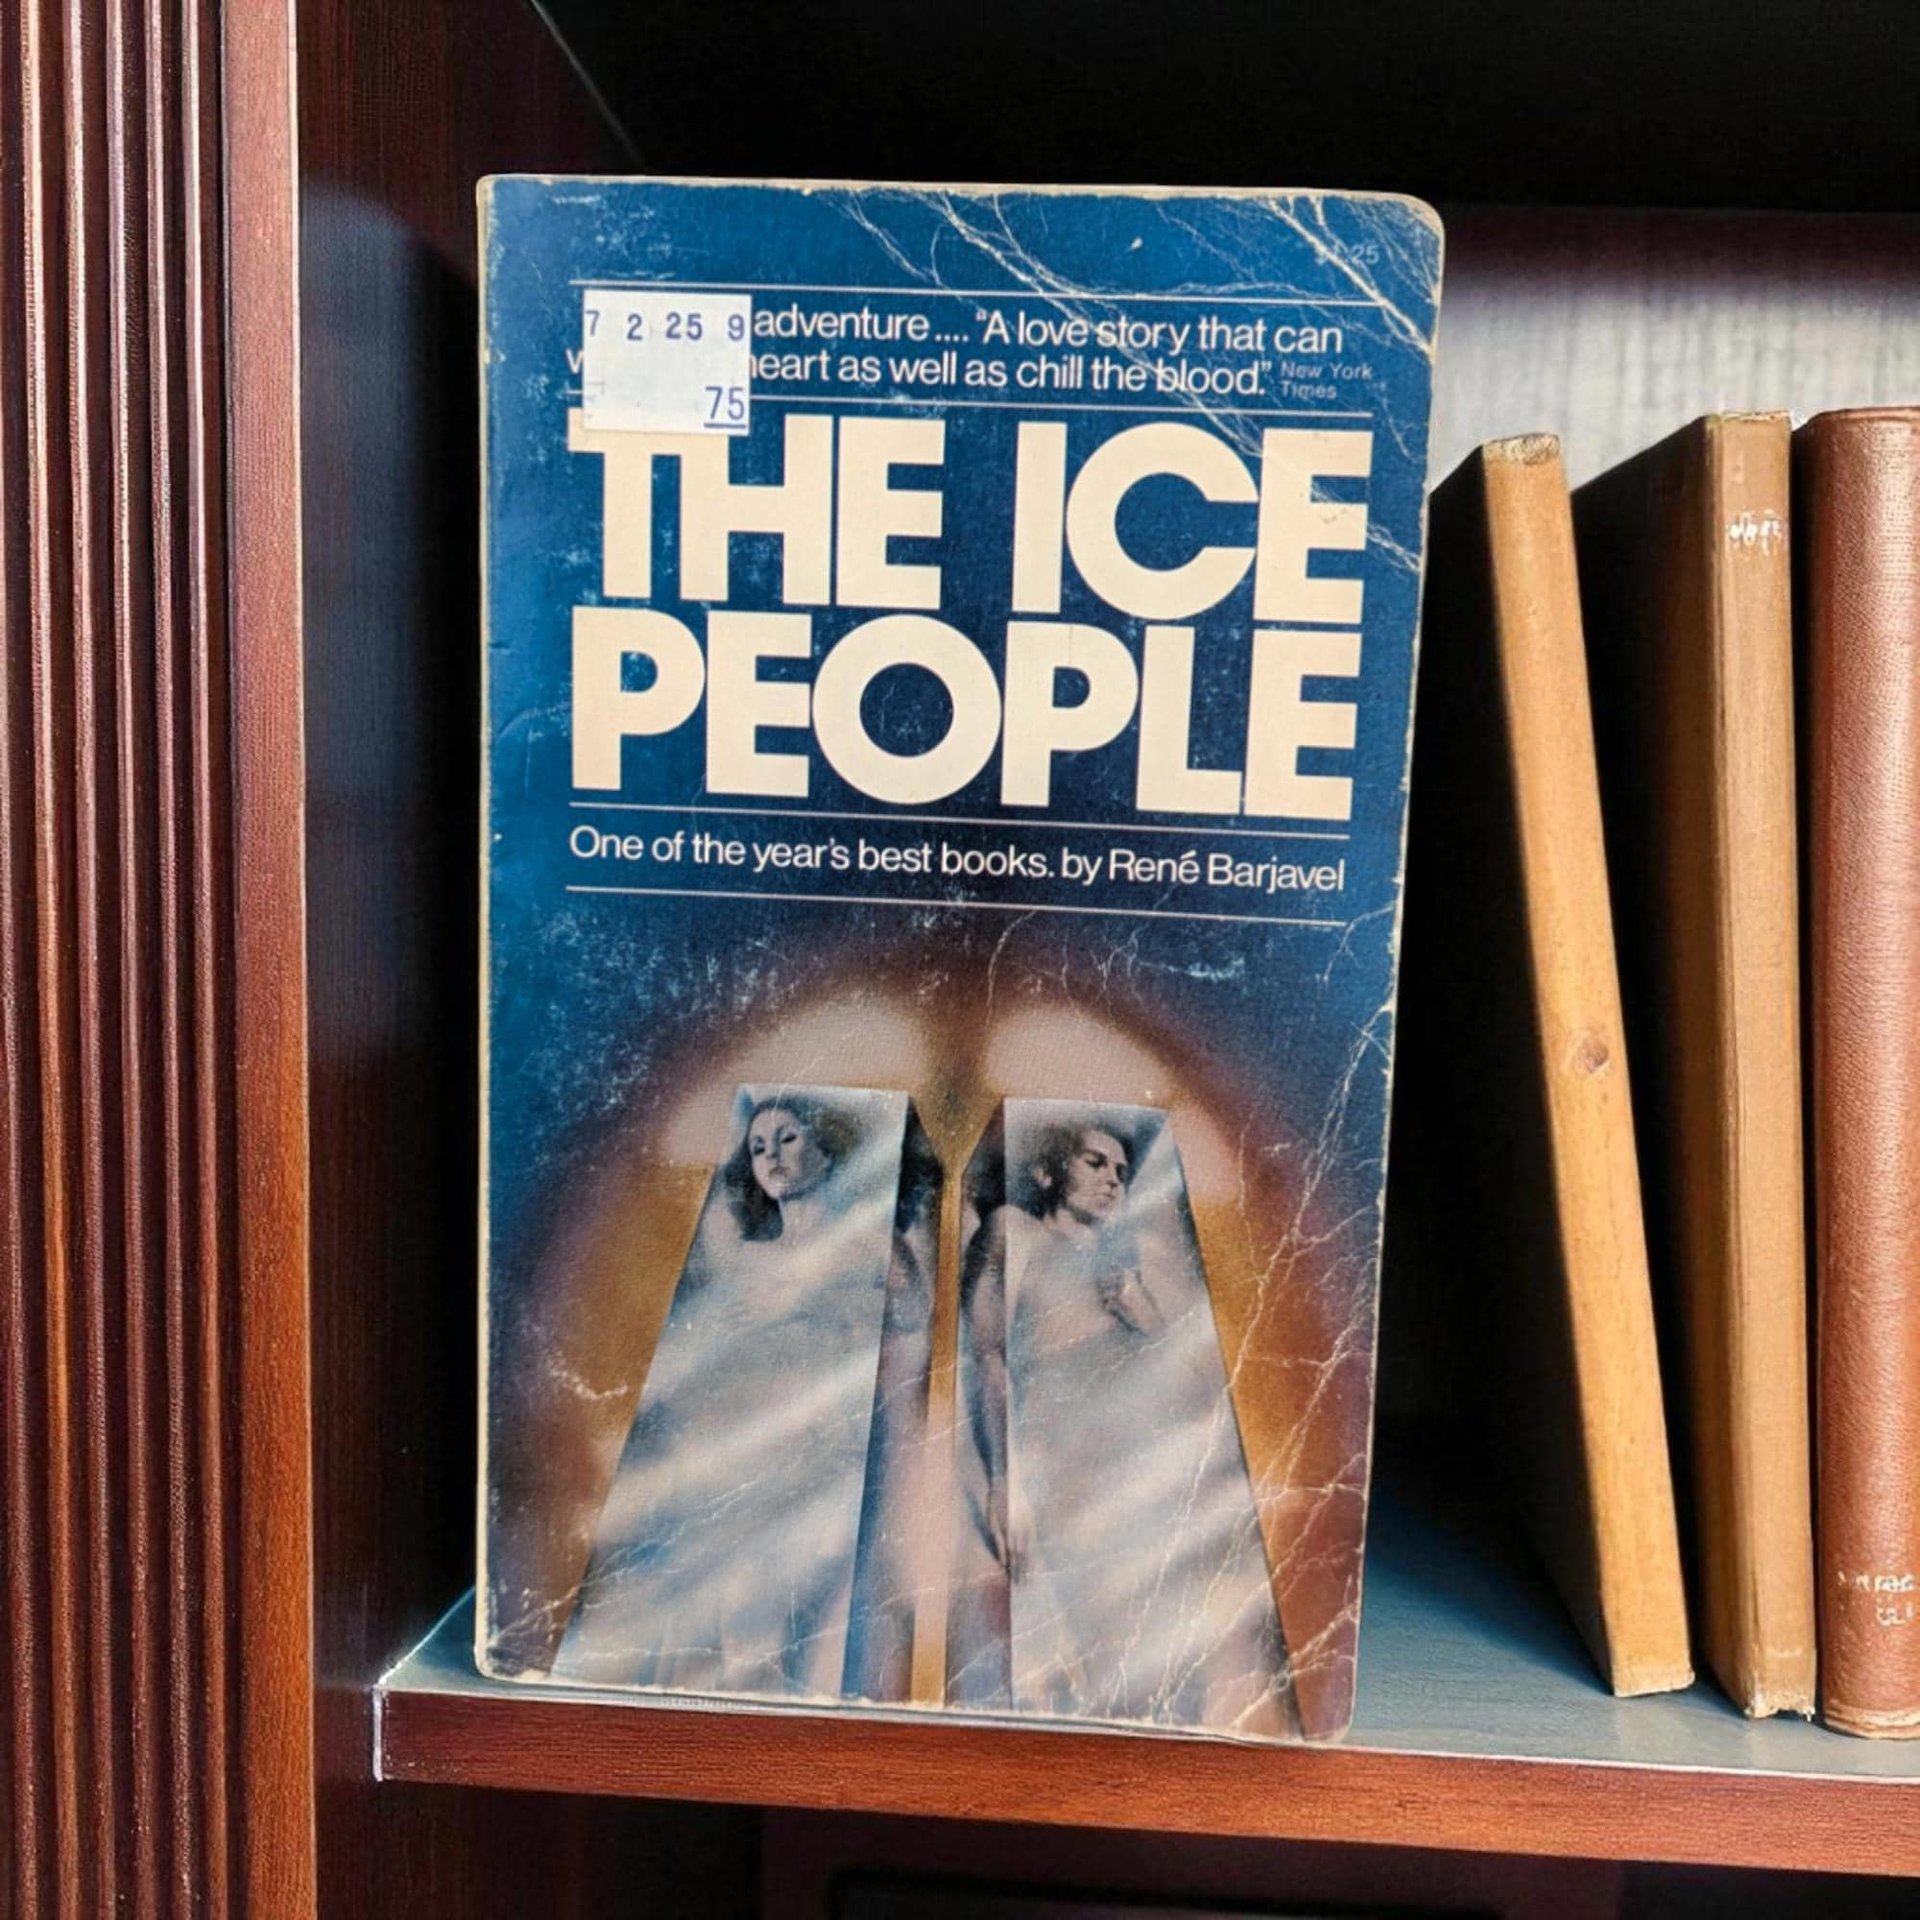 7 2 25 9 adventure.... "A love story that can
heart as well as chill the blood." New York
Times
75
THE ICE
PEOPLE
One of the year's best books. by René Barjavel